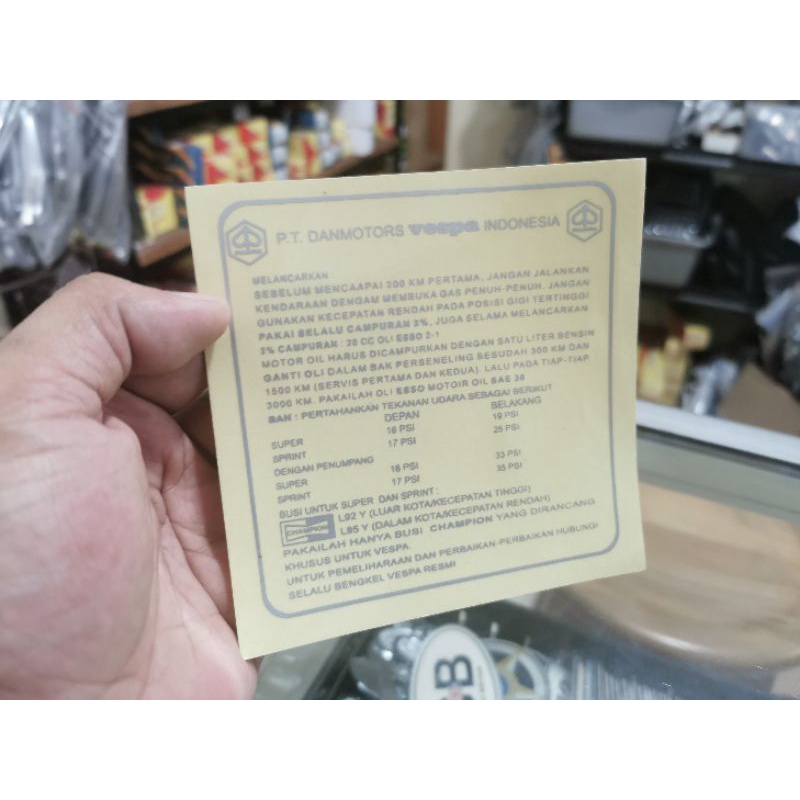 P.T. DANMOTORS vespa INDONESIA
MELANCARKAN
SEBELUM MENCAAPAI 200 KM PERTAMA, JANGAN JALANKAN
KENDARAAN DENGAM MEMBUKA GAS PENUH-PENUH. JANGAN
GUNAKAN KECEPATAN RENDAH PADA POSISI GIGI TERTINGGI
PAKAI SELALU CAMPURAN 2%, JUGA SELAMA MELANCARKAN
2% CAMPURAN : 20 CC OLI ESSO 2-1
MOTOR OIL HARUS DICAMPURKAN DENGAN SATU LITER BENSIN
GANTI OLI DALAM BAK PERSENELING SESUDAH 500 KM DAN
1500 KM (SERVIS PERTAMA DAN KEDUA). LALU PADA TIAP-TIAP
3000 KM. PAKAILAH OLI ESSO MOTOIR OIL SAE 30
BAN : PERTAHANKAN TEKANAN UDARA SEBAGAI BERIKUT
DEPAN BELAKANG
SUPER 16 PSI 19 PSI
SPRINT 17 PSI 25 PSI
DENGAN PENUMPANG
SUPER 18 PSI 33 PSI
SPRINT 17 PSI 35 PSI
BUSI UNTUK SUPER DAN SPRINT :
L92 Y (LUAR KOTA/KECEPATAN TINGGI)
CHAMPION L95 Y (DALAM KOTA/KECEPATAN RENDAH)
PAKAILAH HANYA BUSI CHAMPION YANG DIRANCANG
KHUSUS UNTUK VESPA.
UNTUK PEMELIHARAAN DAN PERBAIKAN-PERBAIKAN HUBUNGI
SELALU BENGKEL VESPA RESMI
B